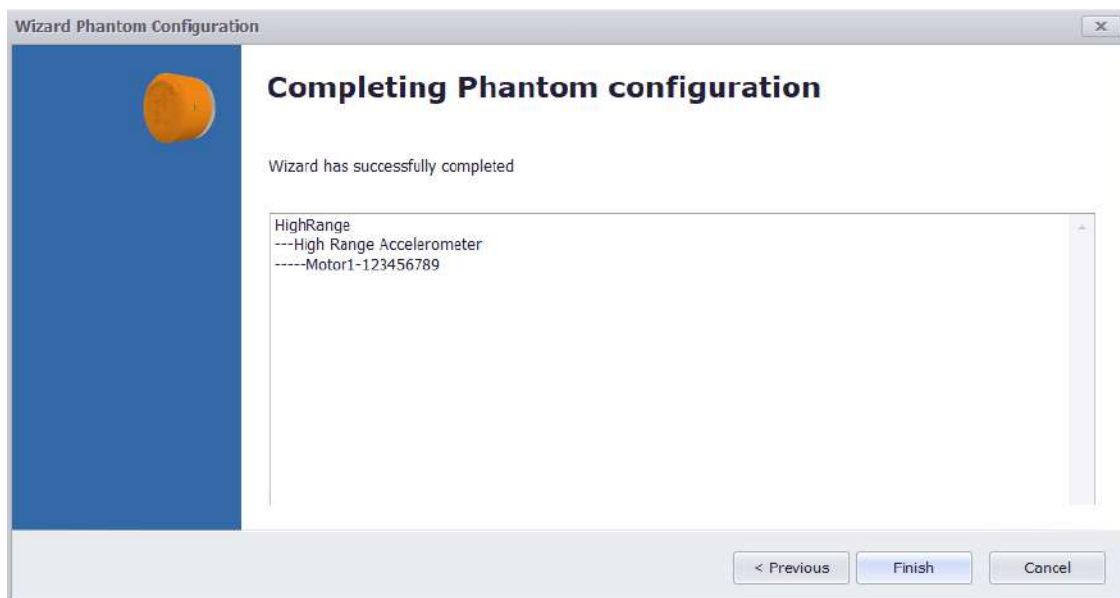 Wizard Phantom Configuration
Completing Phantom configuration
Wizard has successfully completed
HighRange
---High Range Accelerometer
-----Motor1-123456789
< Previous
Finish
Cancel